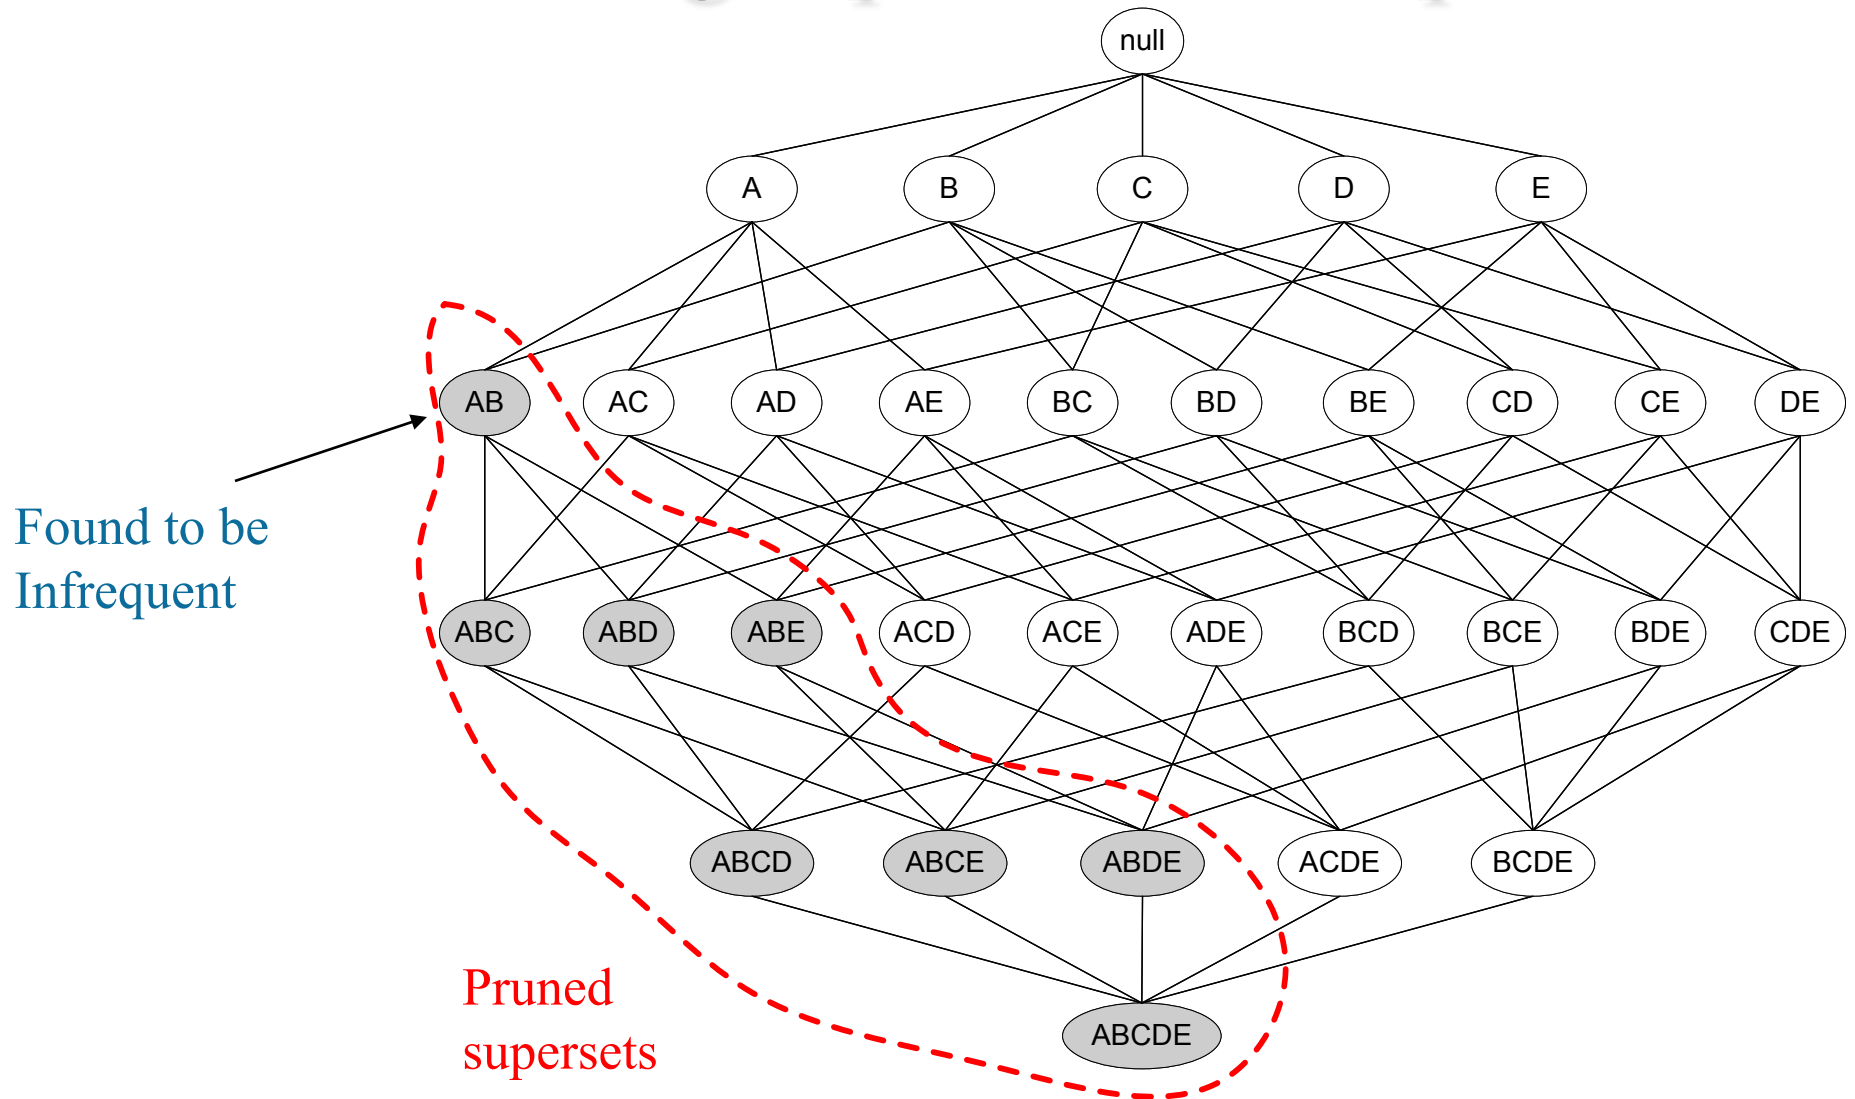 null
A B C D E
AB AC AD AE BC BD BE CD CE DE
Found to be
Infrequent
ABC ABD ABE ACD ACE ADE BCD BCE BDE CDE
ABCD ABCE ABDE ACDE BCDE
Pruned
supersets
ABCDE